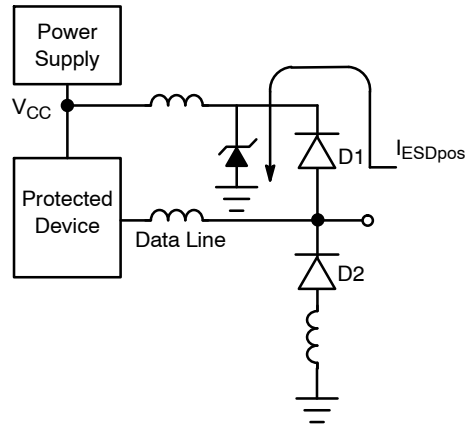 Power
Supply
VCC
D1
IESDpos
Protected
Device
Data Line
D2